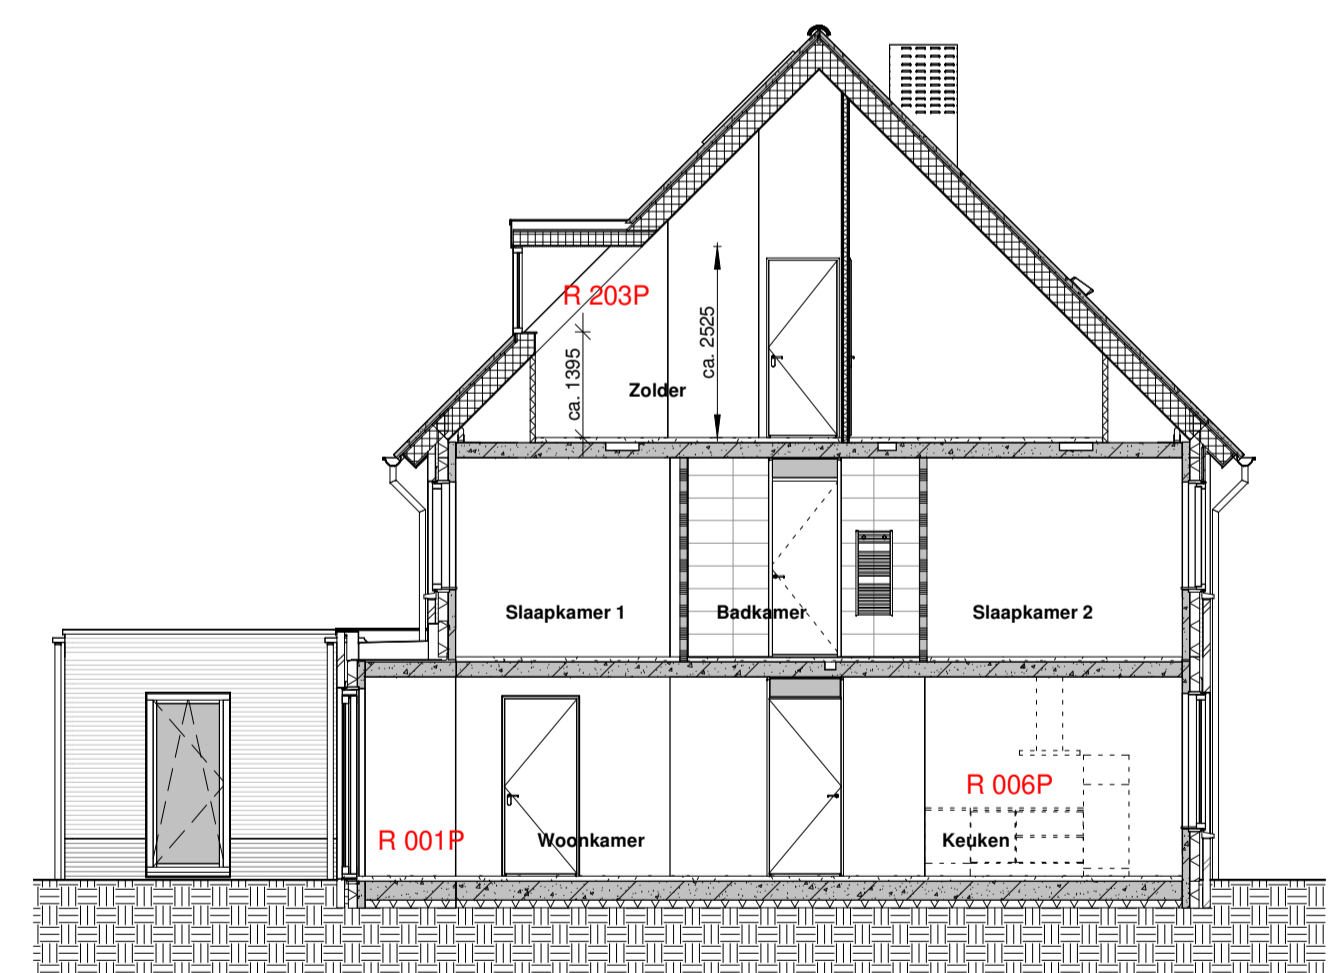 R 203P
ca. 2525
ca. 1395
Zolder
Slaapkamer 1
Badkamer
Slaapkamer 2
R 006P
R 001P
Woonkamer
Keuken